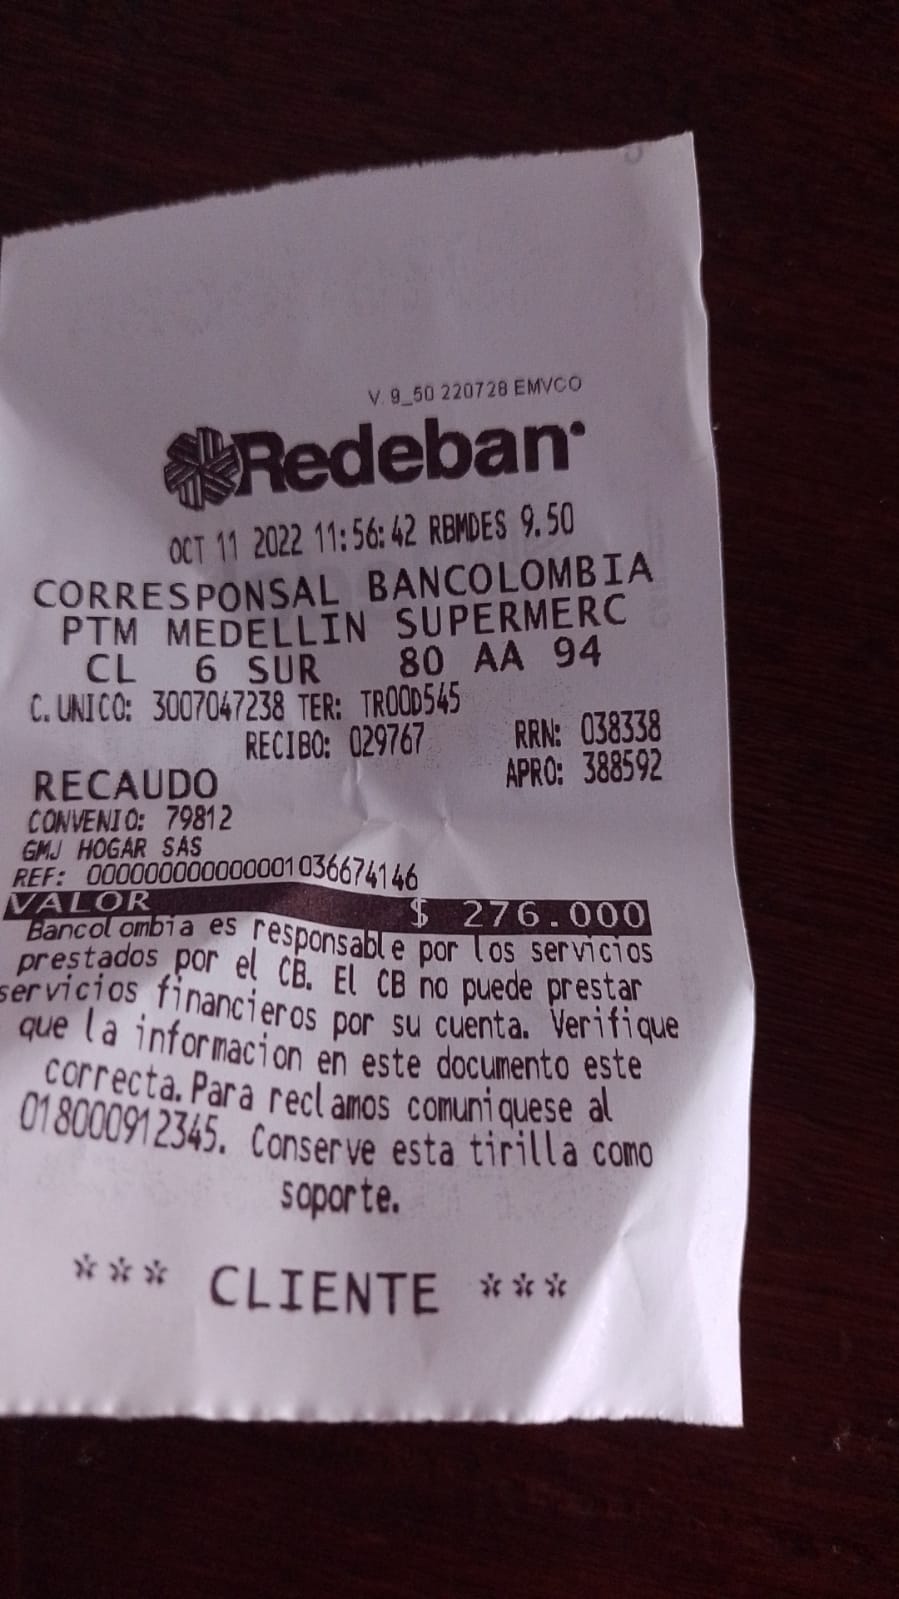 V. 9_50 220728 EMVCO
Redeban
OCT 11 2022 11:56:42 RBMDES 9.50
CORRESPONSAL BANCOLOMBIA
PTM MEDELLIN SUPERMERC
CL 6 SUR 80 AA 94
C. UNICO: 3007047238 TER: TR00D545
RECIBO: 029767 RRN: 038338
APRO: 388592
RECAUDO
CONVENIO: 79812
GMJ HOGAR SAS
REF: 000000000000001036674146
VALOR $ 276.000
Bancolombia es responsable por los servicios
prestados por el CB. El CB no puede prestar
servicios financieros por su cuenta. Verifique
que la informacion en este documento este
correcta. Para reclamos comuniquese al
018000912345. Conserve esta tirilla como
soporte.
*** CLIENTE ***